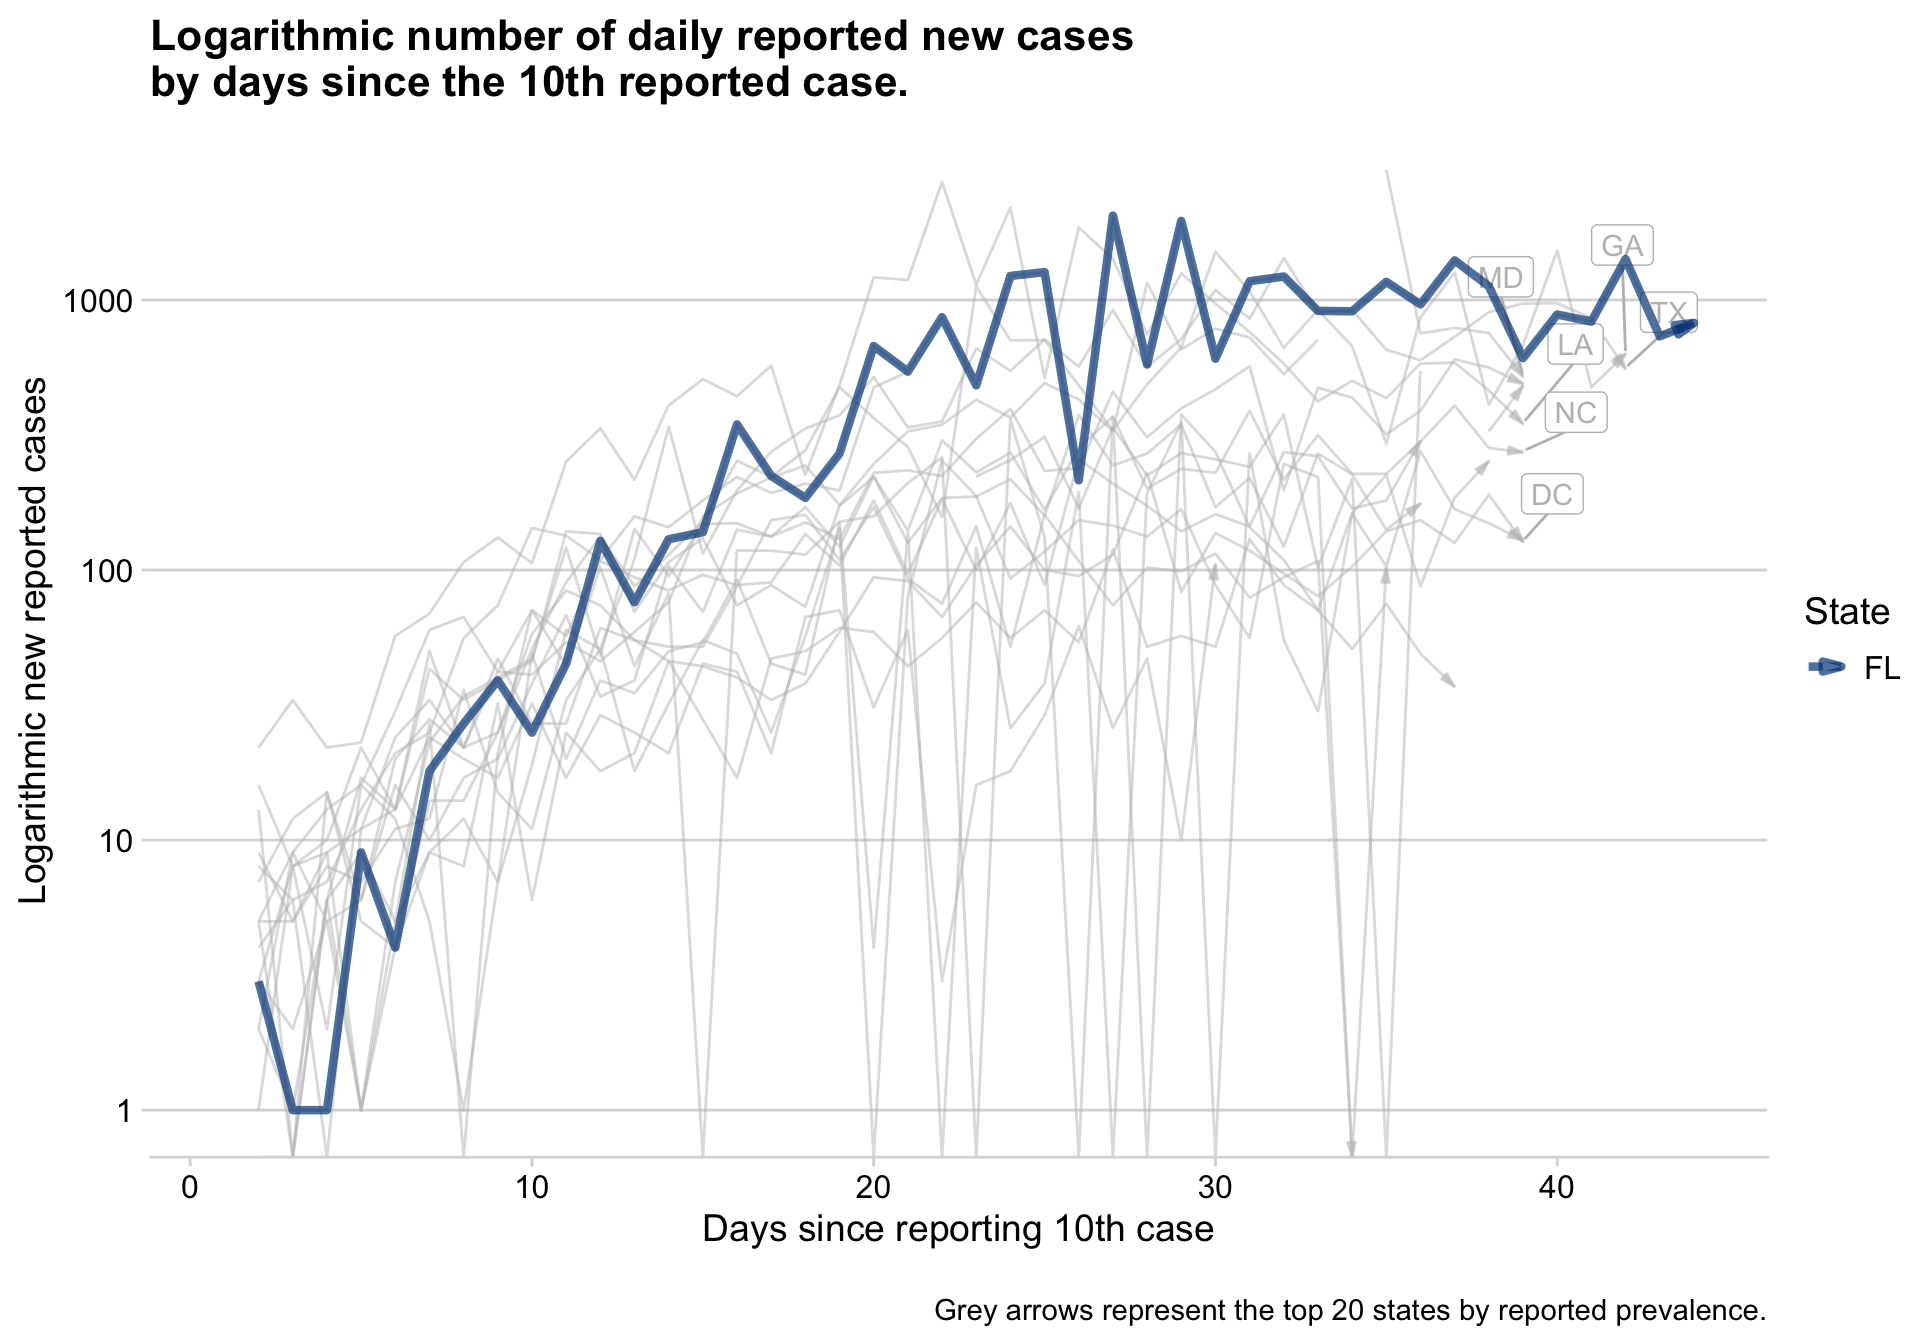 Logarithmic number of daily reported new cases
by days since the 10th reported case.
Logarithmic new reported cases
1000
100
10
1
MD
GA
TX
LA
NC
DC
State
FL
0
10
20
30
40
Days since reporting 10th case
Grey arrows represent the top 20 states by reported prevalence.